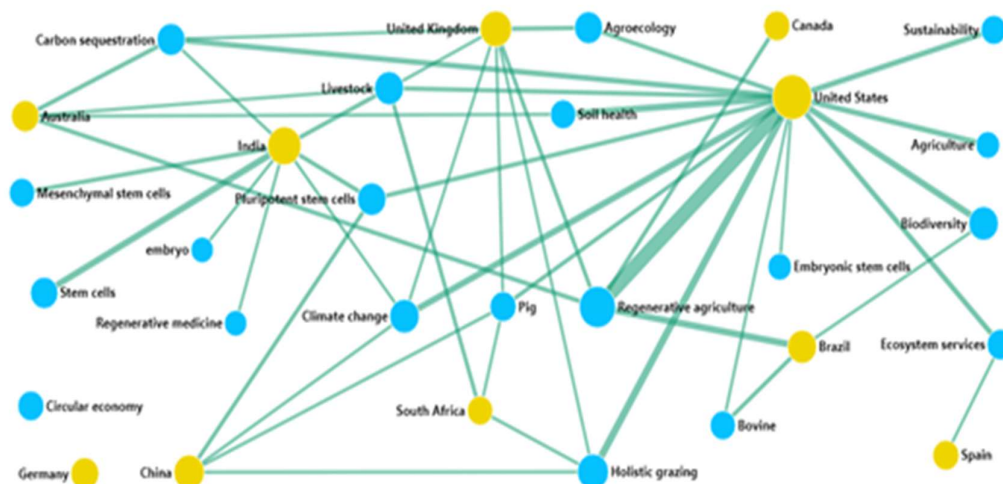 United Kingdom
Agroecology
Canada
Sustainability
Carbon sequestration
Livestock
United States
Australia
Soil health
India
Agriculture
Mesenchymal stem cells
Pluripotent stem cells
Biodiversity
embryo
Embryonic stem cells
Stem cells
Regenerative medicine
Climate change
Pig
Regenerative agriculture
Brazil
Ecosystem services
Circular economy
South Africa
Bovine
Spain
Germany
China
Holistic grazing